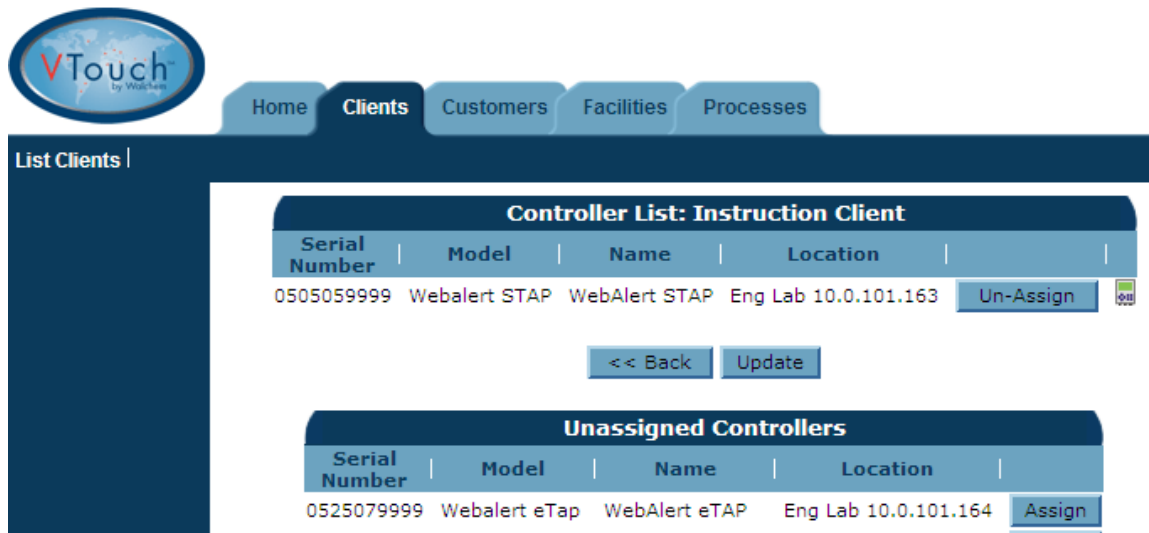 VTouch™
by Walchem
Home Clients Customers Facilities Processes
List Clients |
Controller List: Instruction Client
Serial Number | Model | Name | Location | |
0505059999 Webalert STAP WebAlert STAP Eng Lab 10.0.101.163 Un-Assign
<< Back Update
Unassigned Controllers
Serial Number | Model | Name | Location |
0525079999 Webalert eTap WebAlert eTAP Eng Lab 10.0.101.164 Assign